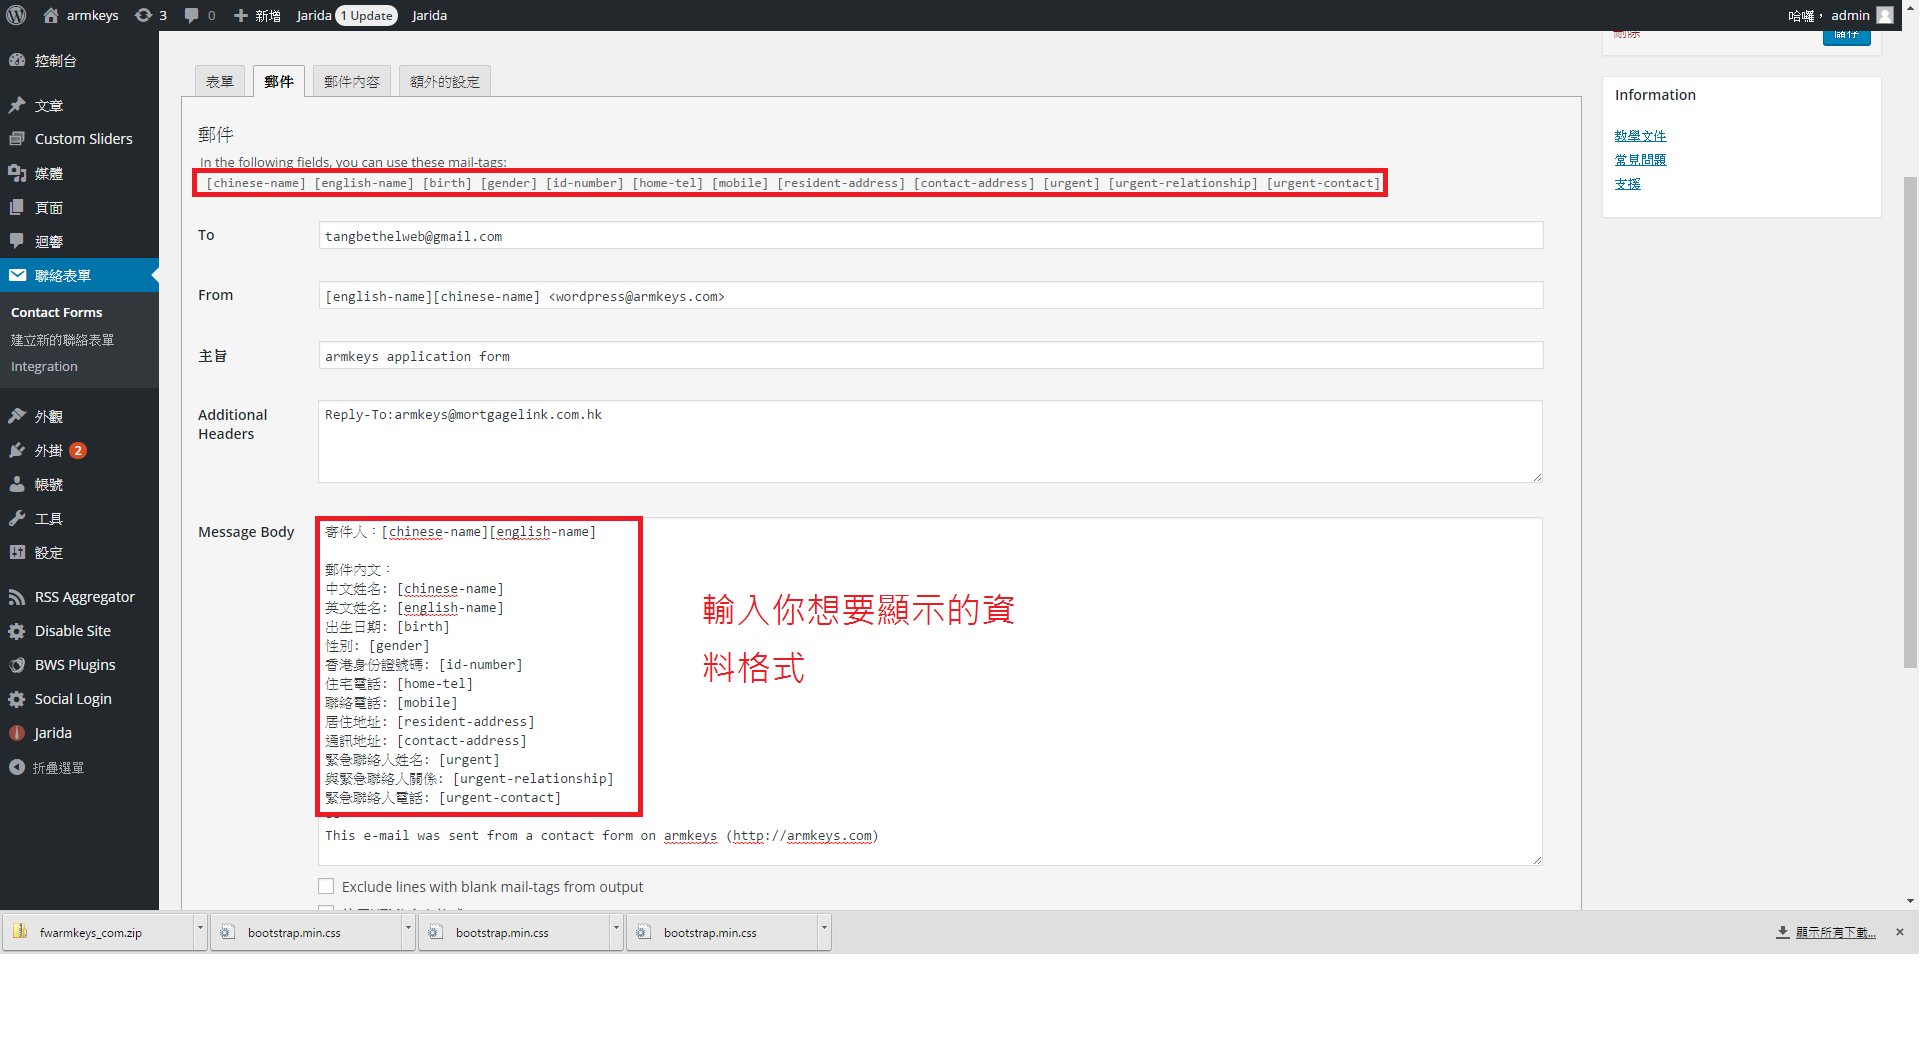 armkeys 3 0 新增 Jarida 1 Update Jarida 哈囉， admin
控制台
文章
Custom Sliders
媒體
頁面
迴響
聯絡表單
Contact Forms
建立新的聯絡表單
Integration
外觀
外掛 2
帳號
工具
設定
RSS Aggregator
Disable Site
BWS Plugins
Social Login
Jarida
折疊選單
表單 郵件 郵件內容 額外的設定
郵件
In the following fields, you can use these mail-tags:
[chinese-name] [english-name] [birth] [gender] [id-number] [home-tel] [mobile] [resident-address] [contact-address] [urgent] [urgent-relationship] [urgent-contact]
To
tangbethelweb@gmail.com
From
[english-name][chinese-name] <wordpress@armkeys.com>
主旨
armkeys application form
Additional
Headers
Reply-To:armkeys@mortgagelink.com.hk
Message Body
寄件人：[chinese-name][english-name]
郵件內文：
中文姓名: [chinese-name]
英文姓名: [english-name]
出生日期: [birth]
性別: [gender]
香港身份證號碼: [id-number]
住宅電話: [home-tel]
聯絡電話: [mobile]
居住地址: [resident-address]
通訊地址: [contact-address]
緊急聯絡人姓名: [urgent]
與緊急聯絡人關係: [urgent-relationship]
緊急聯絡人電話: [urgent-contact]
This e-mail was sent from a contact form on armkeys (http://armkeys.com)
輸入你想要顯示的資
料格式
Exclude lines with blank mail-tags from output
刪除 儲存
Information
教學文件
常見問題
支援
fwarmkeys_com.zip bootstrap.min.css bootstrap.min.css bootstrap.min.css 顯示所有下載...